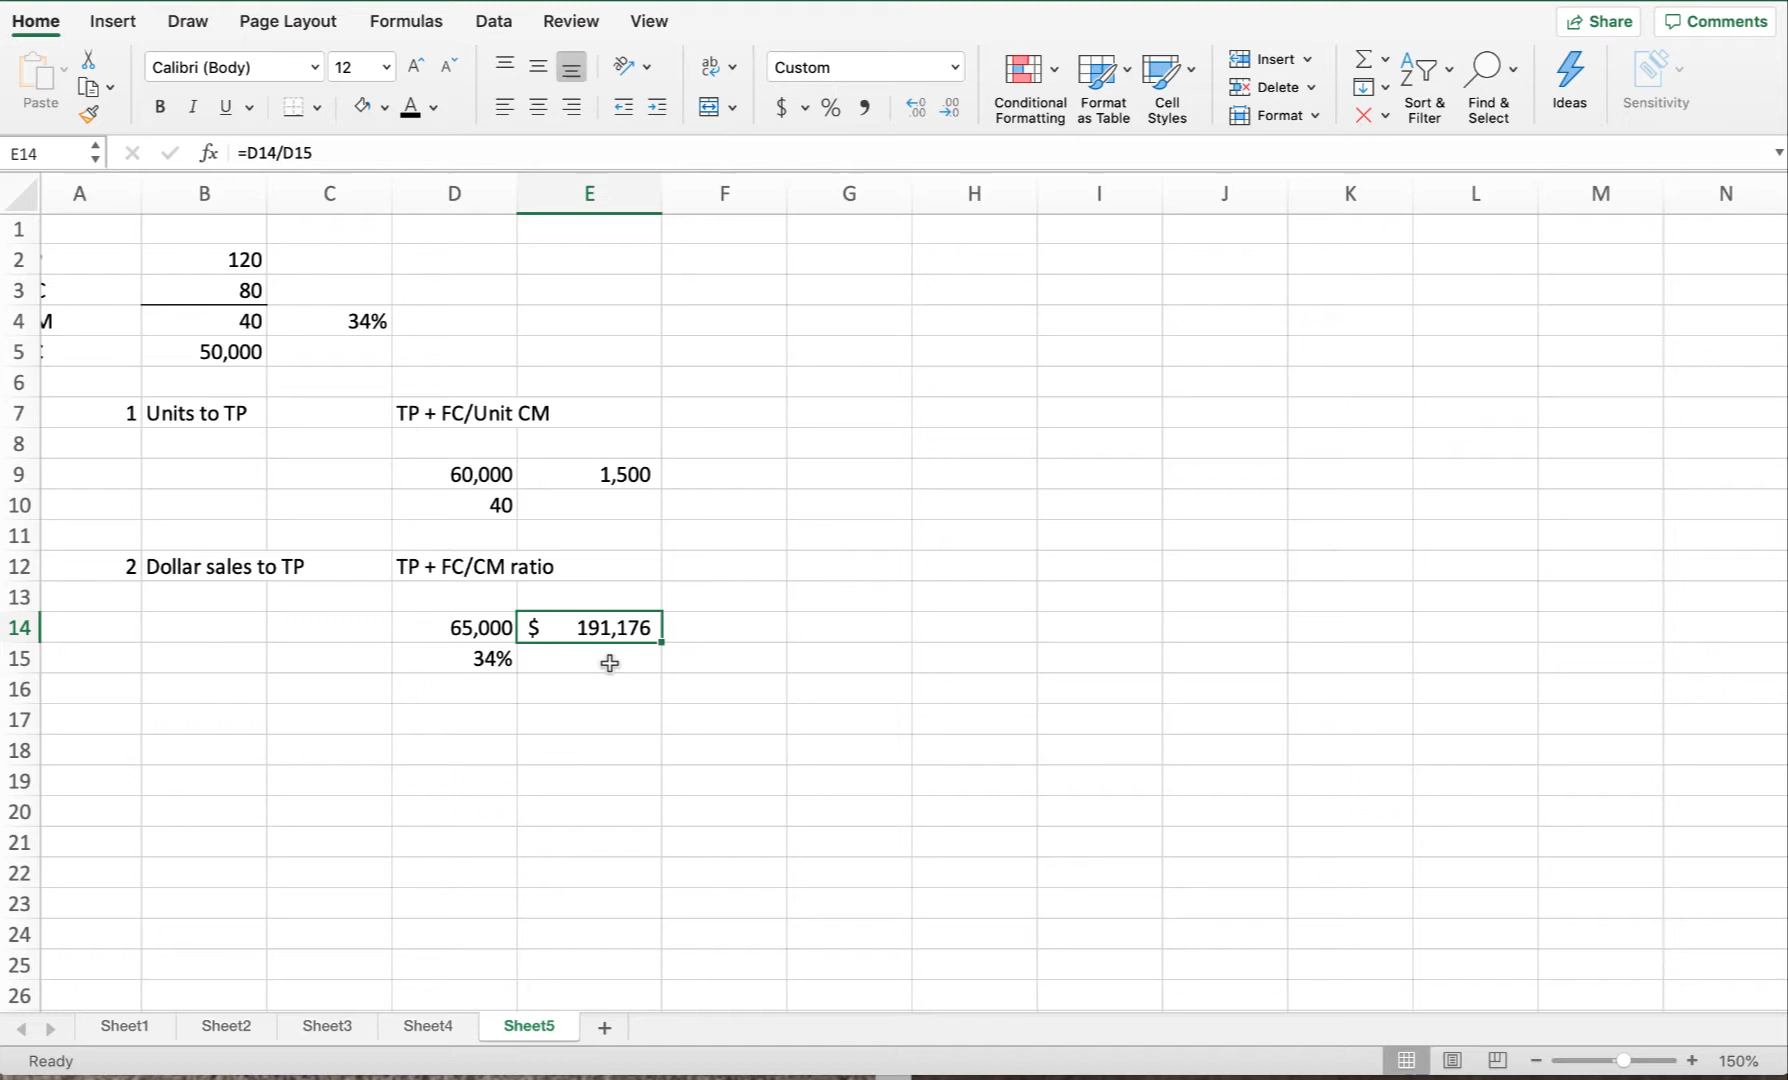 Home Insert Draw Page Layout Formulas Data Review View Share Comments
Paste Calibri (Body) 12 Custom Conditional Formatting Format as Table Cell Styles Insert Delete Format Sort & Filter Find & Select Ideas Sensitivity
E14 fx =D14/D15
A B C D E F G H I J K L M N
1
2 120
3 C 80
4 M 40 34%
5 50,000
6
7 1 Units to TP TP + FC/Unit CM
8
9 60,000 1,500
10 40
11
12 2 Dollar sales to TP TP + FC/CM ratio
13
14 65,000 $ 191,176
15 34%
16
17
18
19
20
21
22
23
24
25
26
Sheet1 Sheet2 Sheet3 Sheet4 Sheet5
Ready 150%